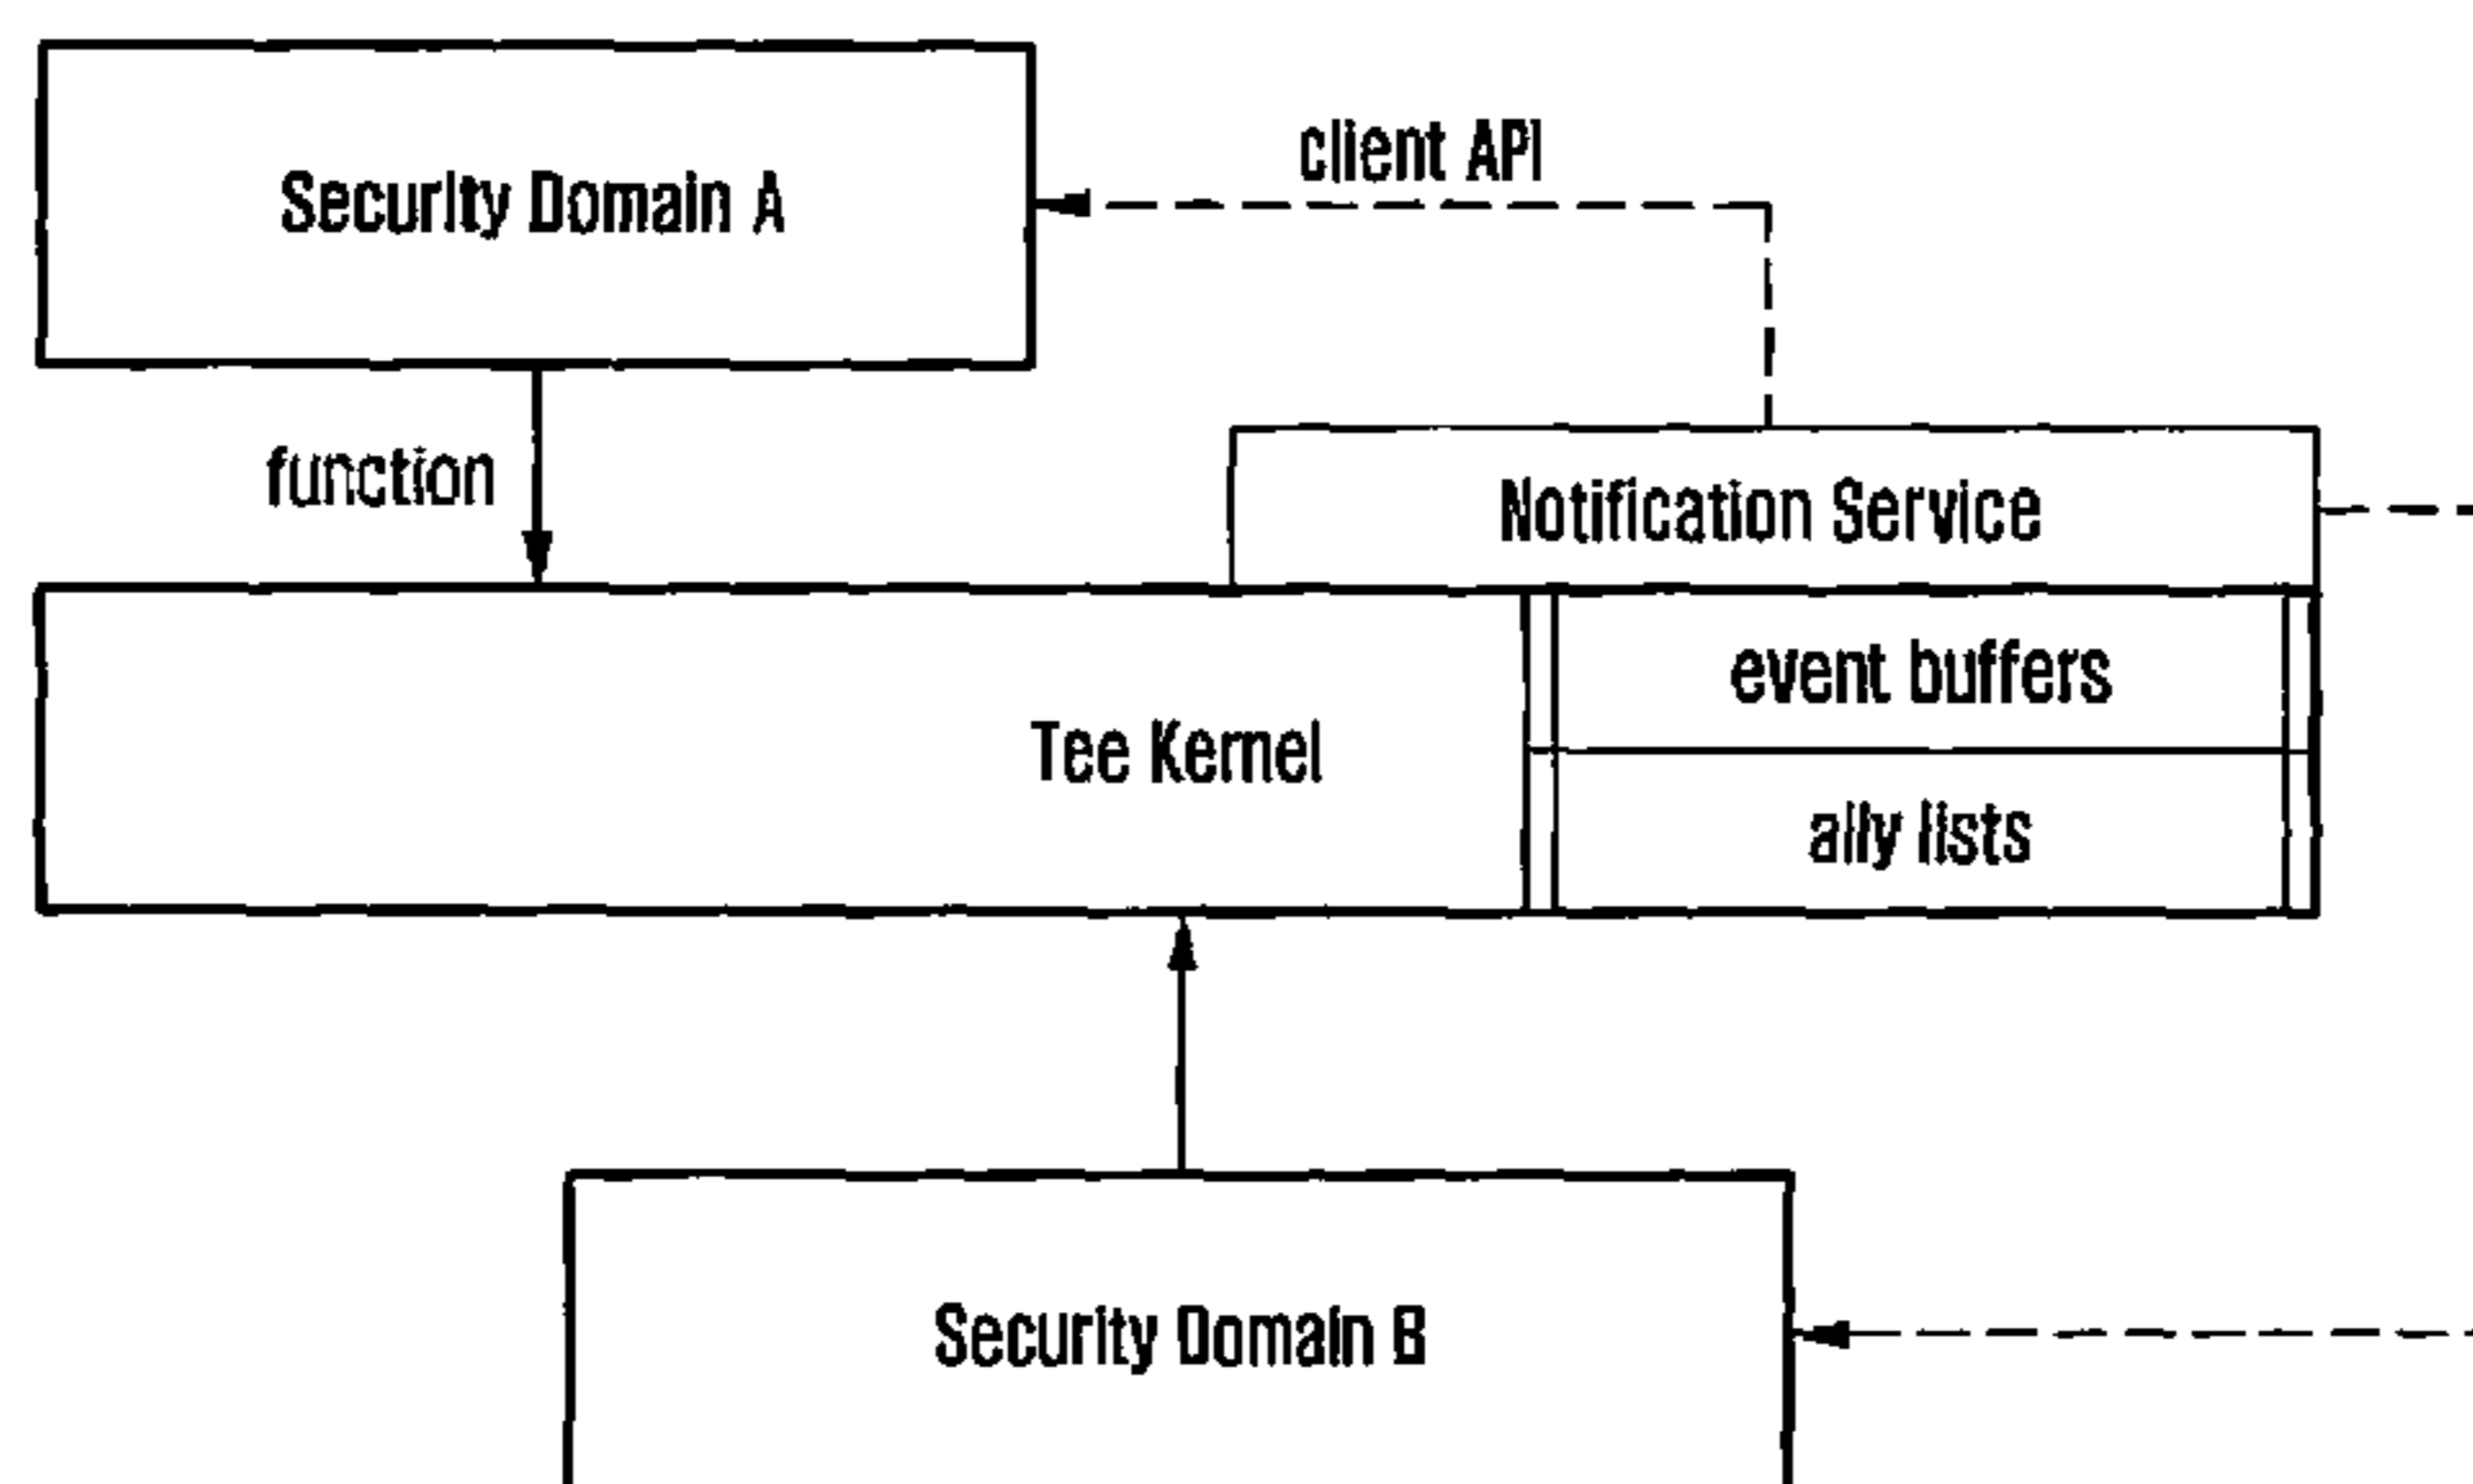 client API
Security Domain A
function
Notification Service
event buffers
Tee Kernel
ally lists
Security Domain B